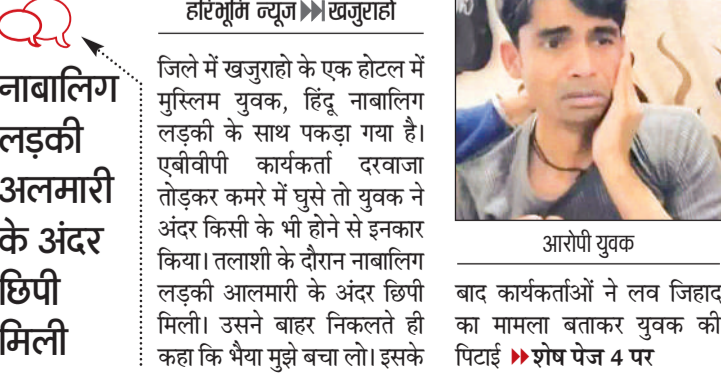 नाबालिग
लड़की
अलमारी
के अंदर
छिपी
मिली
हरिभूमि न्यूज खजुराहो
जिले में खजुराहो के एक होटल में
मुस्लिम युवक, हिंदू नाबालिग
लड़की के साथ पकड़ा गया है।
एबीवीपी कार्यकर्ता दरवाजा
तोड़कर कमरे में घुसे तो युवक ने
अंदर किसी के भी होने से इनकार
किया। तलाशी के दौरान नाबालिग
लड़की आलमारी के अंदर छिपी
मिली। उसने बाहर निकलते ही
कहा कि भैया मुझे बचा लो। इसके
आरोपी युवक
बाद कार्यकर्ताओं ने लव जिहाद
का मामला बताकर युवक की
पिटाई शेष पेज 4 पर